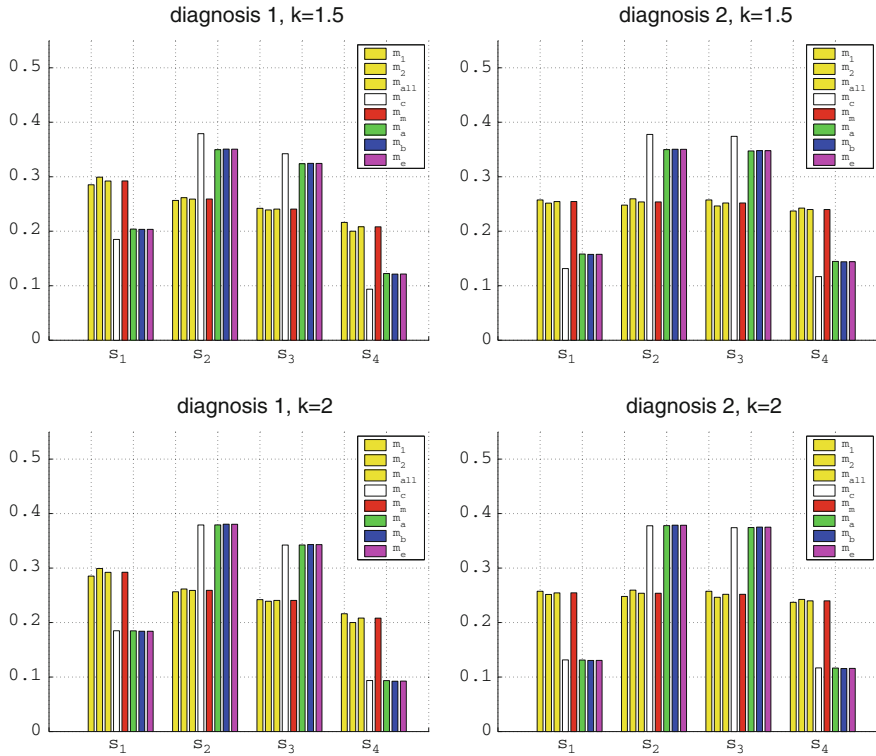 diagnosis 1, k=1.5
0.5
0.4
0.3
0.2
0.1
0
m1
m2
mall
mc
mm
ma
mb
me
s1 s2 s3 s4
diagnosis 2, k=1.5
0.5
0.4
0.3
0.2
0.1
0
m1
m2
mall
mc
mm
ma
mb
me
s1 s2 s3 s4
diagnosis 1, k=2
0.5
0.4
0.3
0.2
0.1
0
m1
m2
mall
mc
mm
ma
mb
me
s1 s2 s3 s4
diagnosis 2, k=2
0.5
0.4
0.3
0.2
0.1
0
m1
m2
mall
mc
mm
ma
mb
me
s1 s2 s3 s4